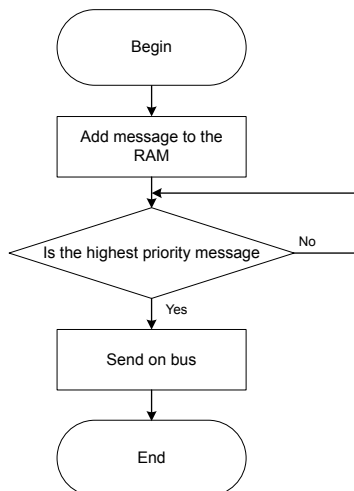 Begin
Add message to the
RAM
Is the highest priority message
No
Yes
Send on bus
End